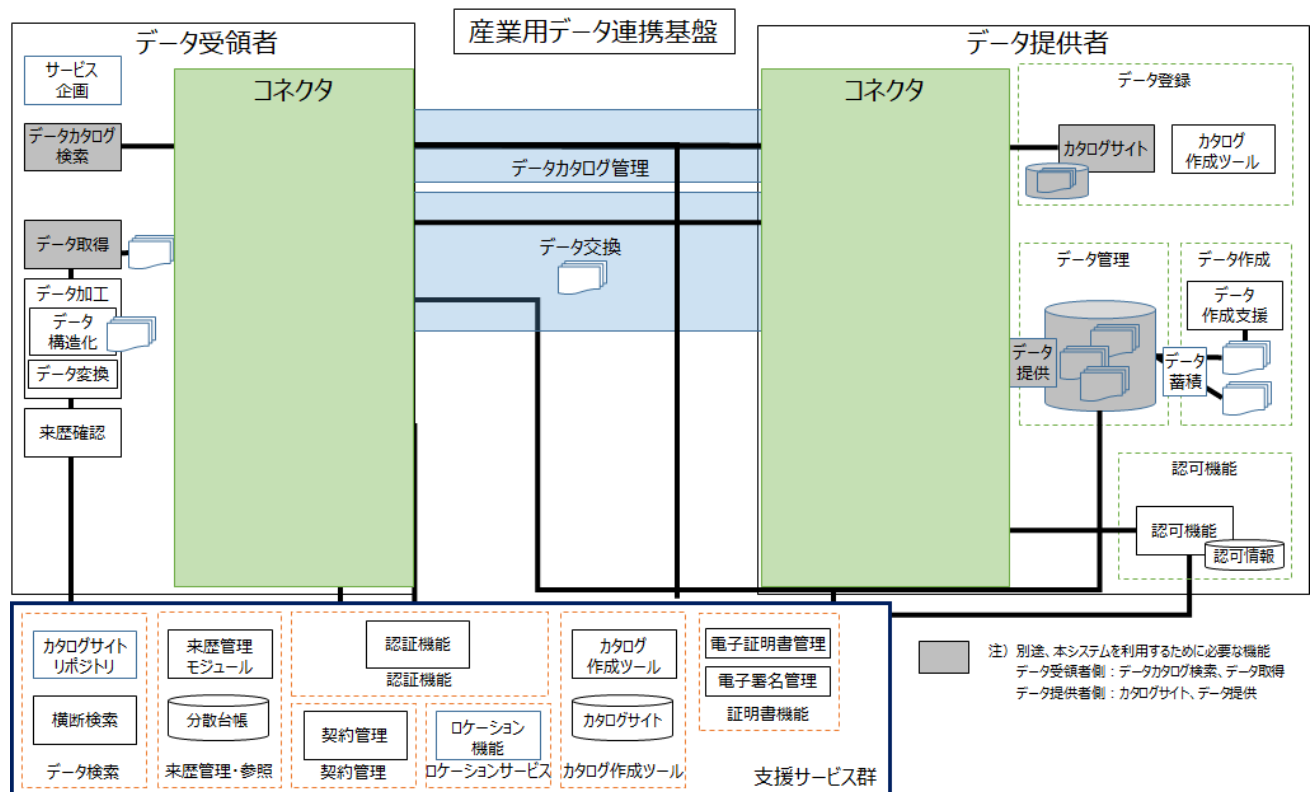 産業用データ連携基盤
データ受領者
サービス
企画
データカタログ
検索
データ取得
データ加工
データ
構造化
データ変換
来歴確認
コネクタ
データカタログ管理
データ交換
データ提供者
コネクタ
データ登録
カタログサイト
カタログ
作成ツール
データ管理
データ
提供
データ作成
データ
作成支援
データ
蓄積
認可機能
認可機能
認可情報
カタログサイト
リポジトリ
横断検索
データ検索
来歴管理
モジュール
分散台帳
来歴管理・参照
認証機能
認証機能
契約管理
契約管理
ロケーション
機能
ロケーションサービス
カタログ
作成ツール
カタログサイト
カタログ作成ツール
電子証明書管理
電子署名管理
証明書機能
支援サービス群
注）別途、本システムを利用するために必要な機能
データ受領者側：データカタログ検索、データ取得
データ提供者側：カタログサイト、データ提供